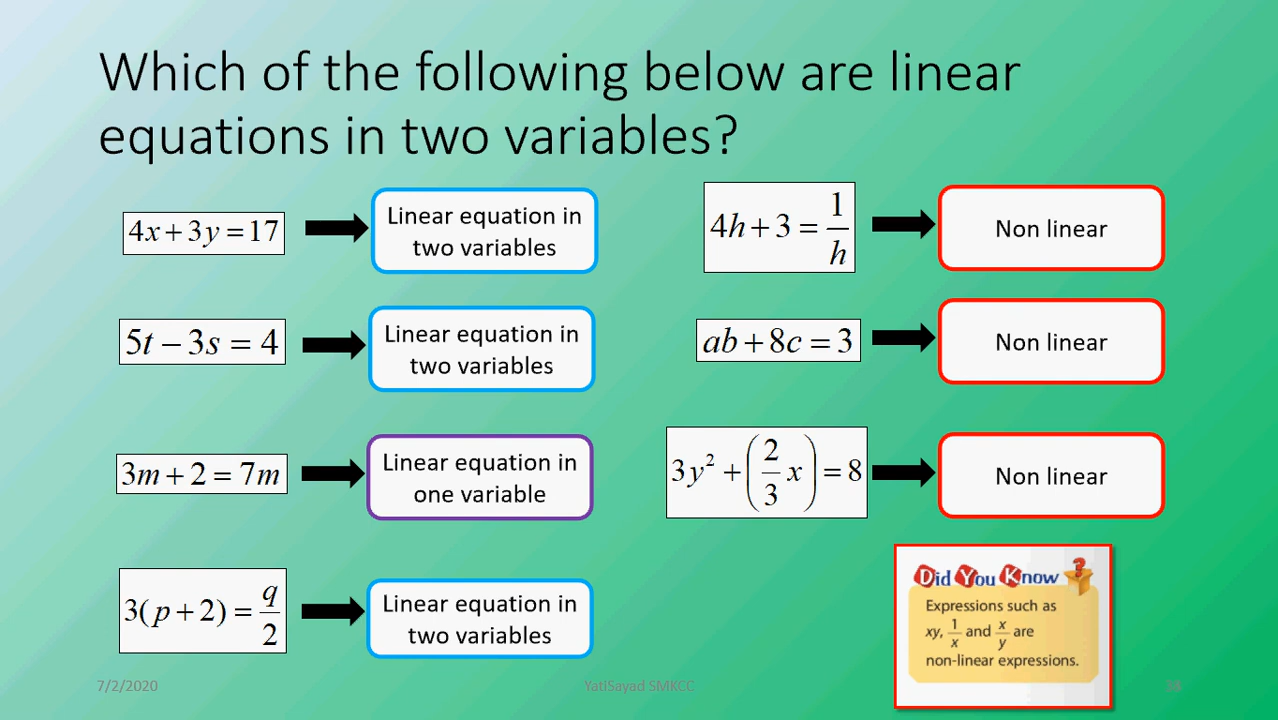 Which of the following below are linear
equations in two variables?
4x + 3y = 17
Linear equation in
two variables
5t − 3s = 4
Linear equation in
two variables
3m + 2 = 7m
Linear equation in
one variable
3(p + 2) = q/2
Linear equation in
two variables
4h + 3 = 1/h
Non linear
ab + 8c = 3
Non linear
3y² + (2/3 x) = 8
Non linear
Did You Know ?
Expressions such as
xy, 1/x and x/y are
non-linear expressions.
7/2/2020
YatiSayad SMKCC